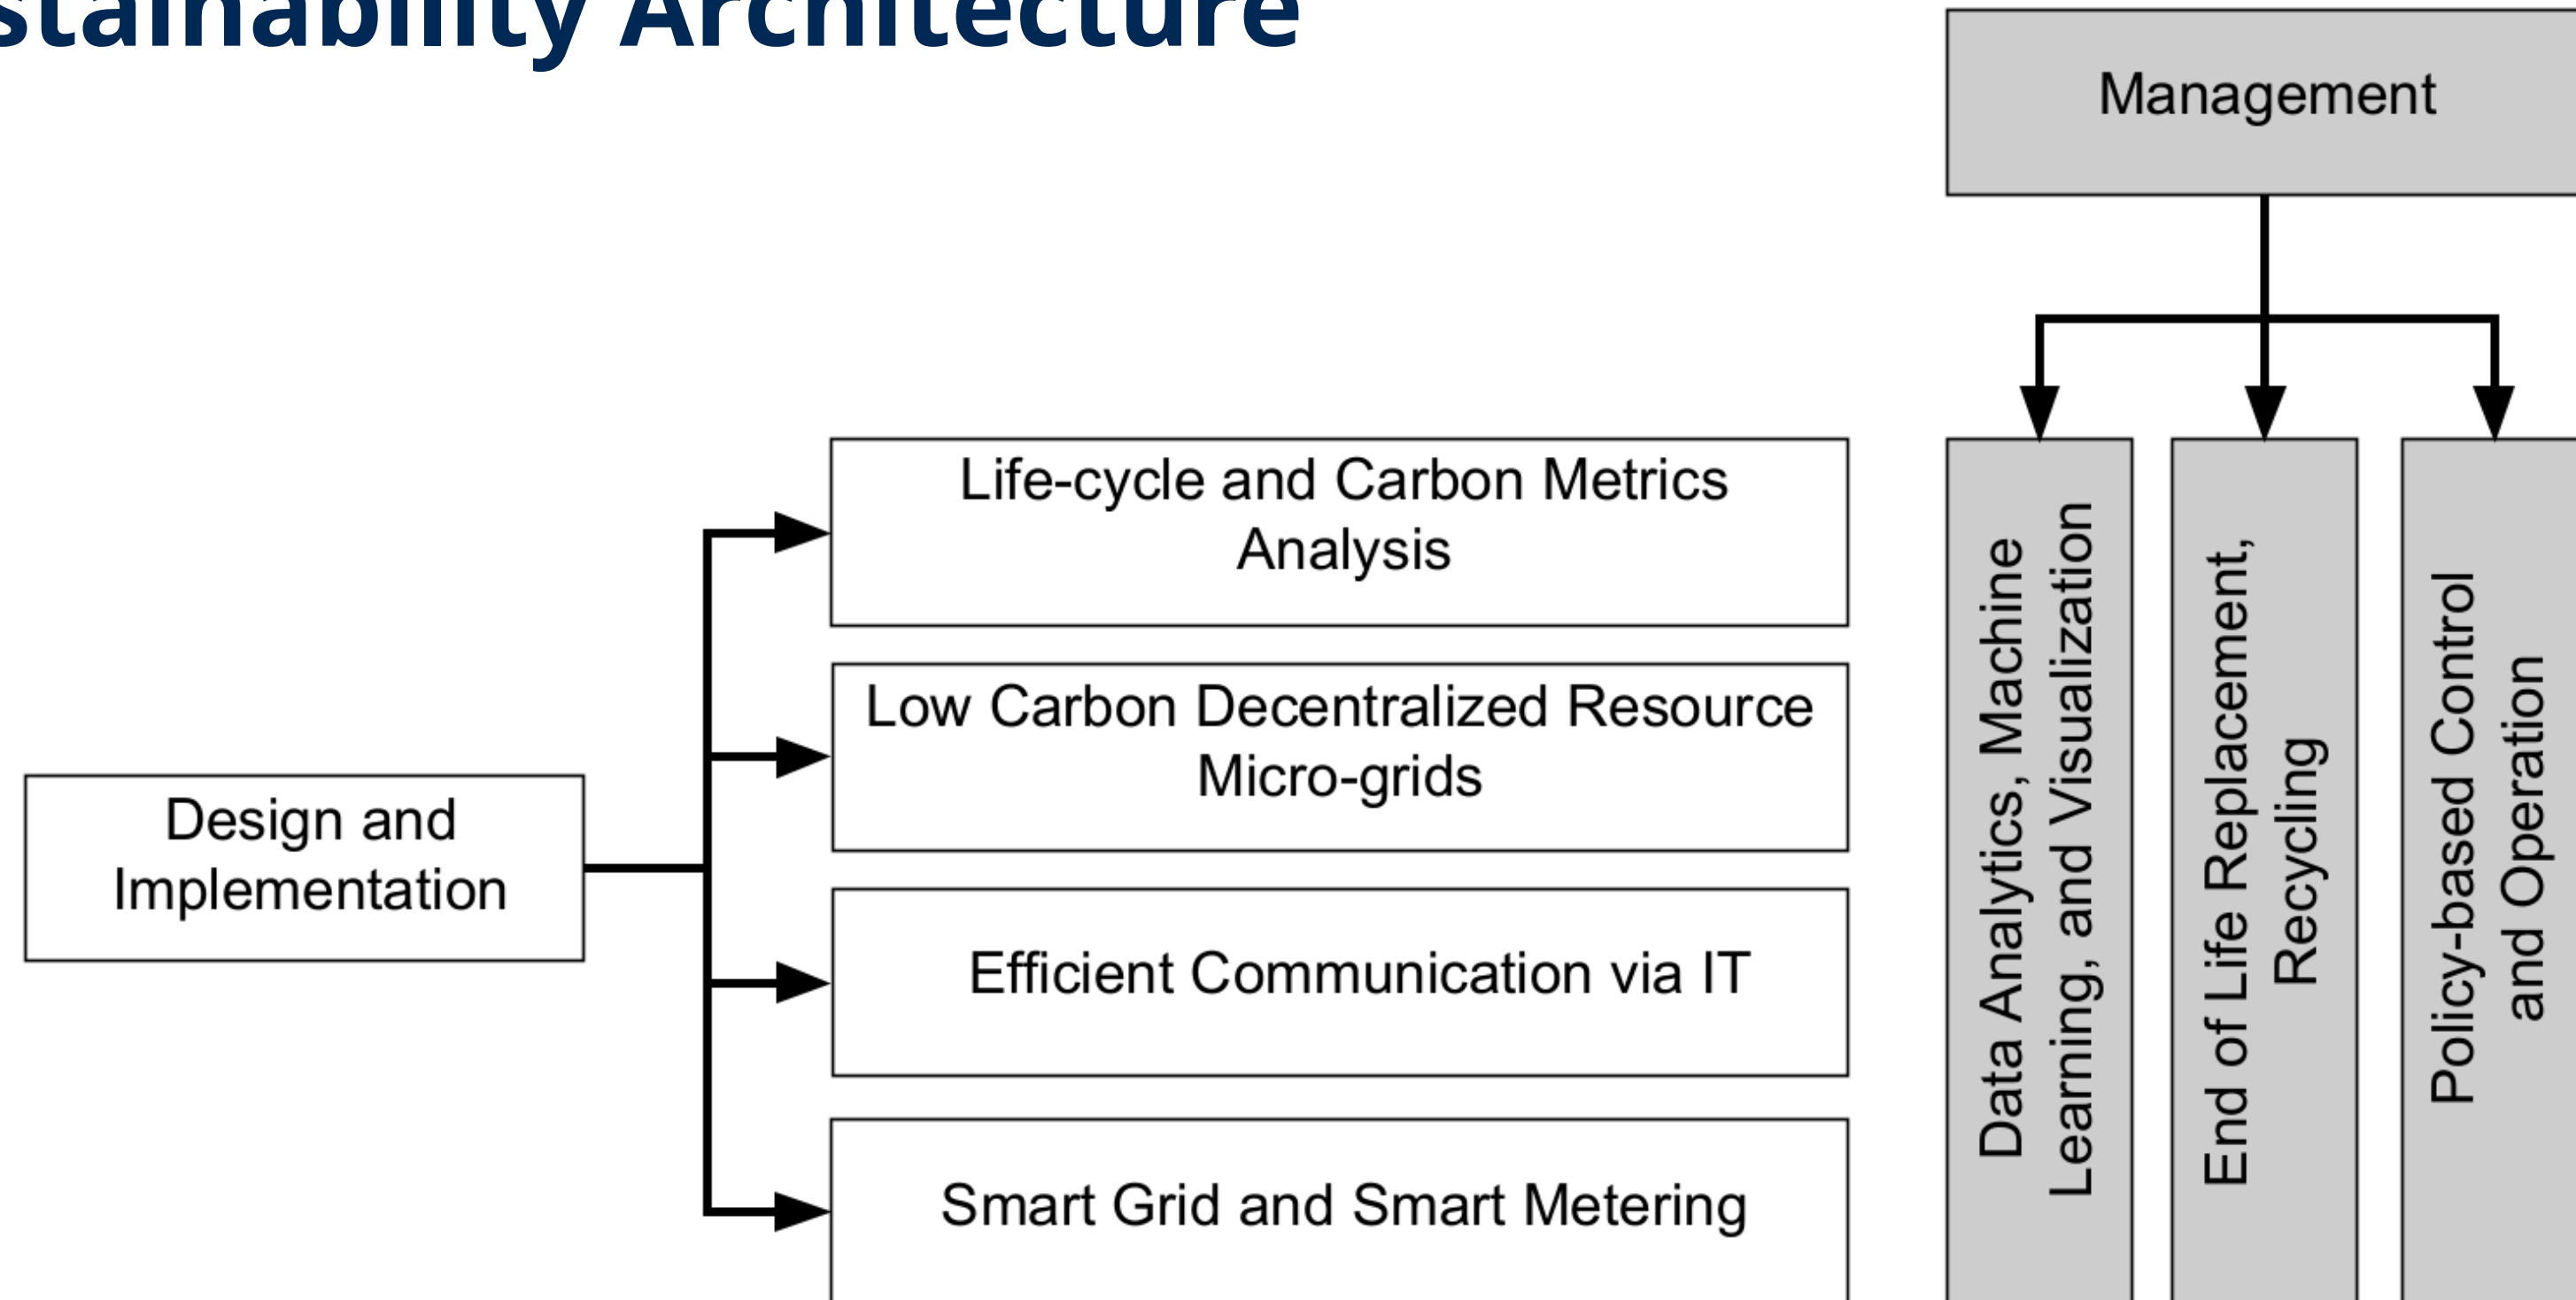 stainability Architecture
Management
Life-cycle and Carbon Metrics
Analysis
Low Carbon Decentralized Resource
Micro-grids
Design and
Implementation
Efficient Communication via IT
Smart Grid and Smart Metering
Data Analytics, Machine
Learning, and Visualization
End of Life Replacement,
Recycling
Policy-based Control
and Operation